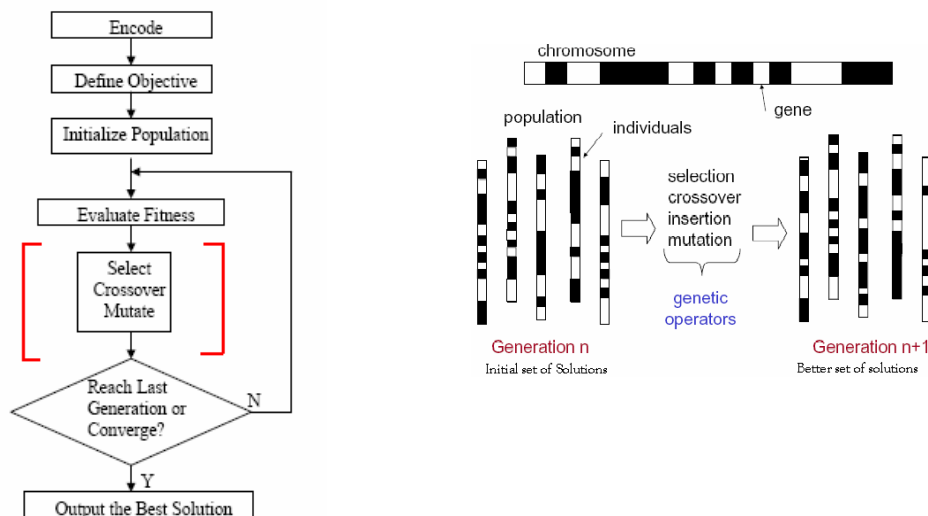 Encode
Define Objective
Initialize Population
Evaluate Fitness
Select
Crossover
Mutate
Reach Last
Generation or
Converge?
N
Y
Output the Best Solution
chromosome
gene
population
individuals
selection
crossover
insertion
mutation
genetic
operators
Generation n
Initial set of Solutions
Generation n+1
Better set of solutions